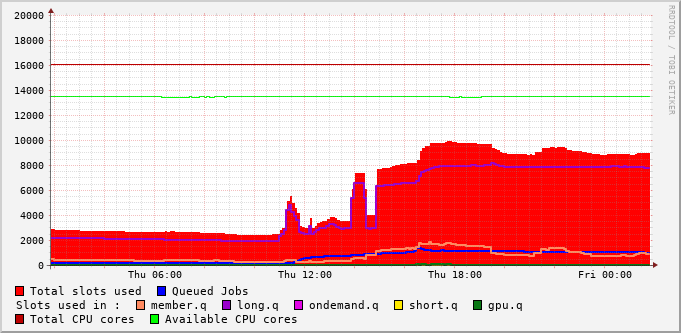 20000
18000
16000
14000
12000
10000
8000
6000
4000
2000
0
Thu 06:00 Thu 12:00 Thu 18:00 Fri 00:00
RRDTOOL / TOBI OETIKER
Total slots used Queued Jobs
Slots used in : member.q long.q ondemand.q short.q gpu.q
Total CPU cores Available CPU cores